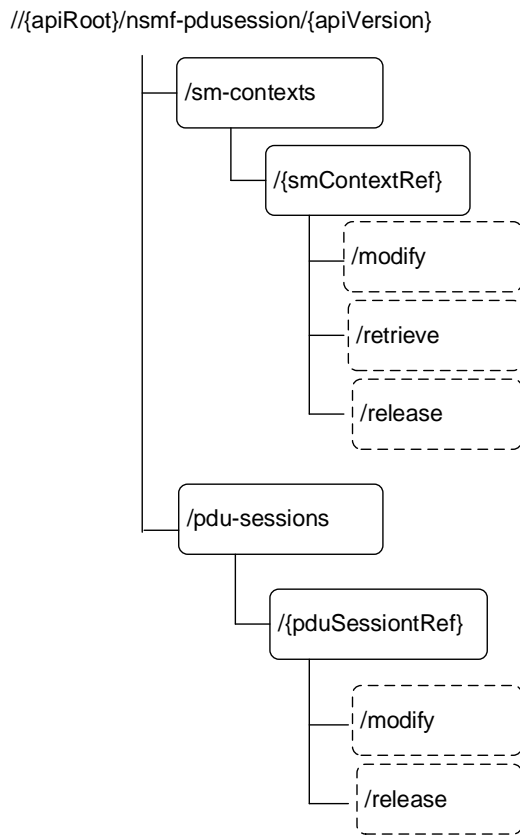 //{apiRoot}/nsmf-pdusession/{apiVersion}
/sm-contexts
/{smContextRef}
/modify
/retrieve
/release
/pdu-sessions
/{pduSessiontRef}
/modify
/release